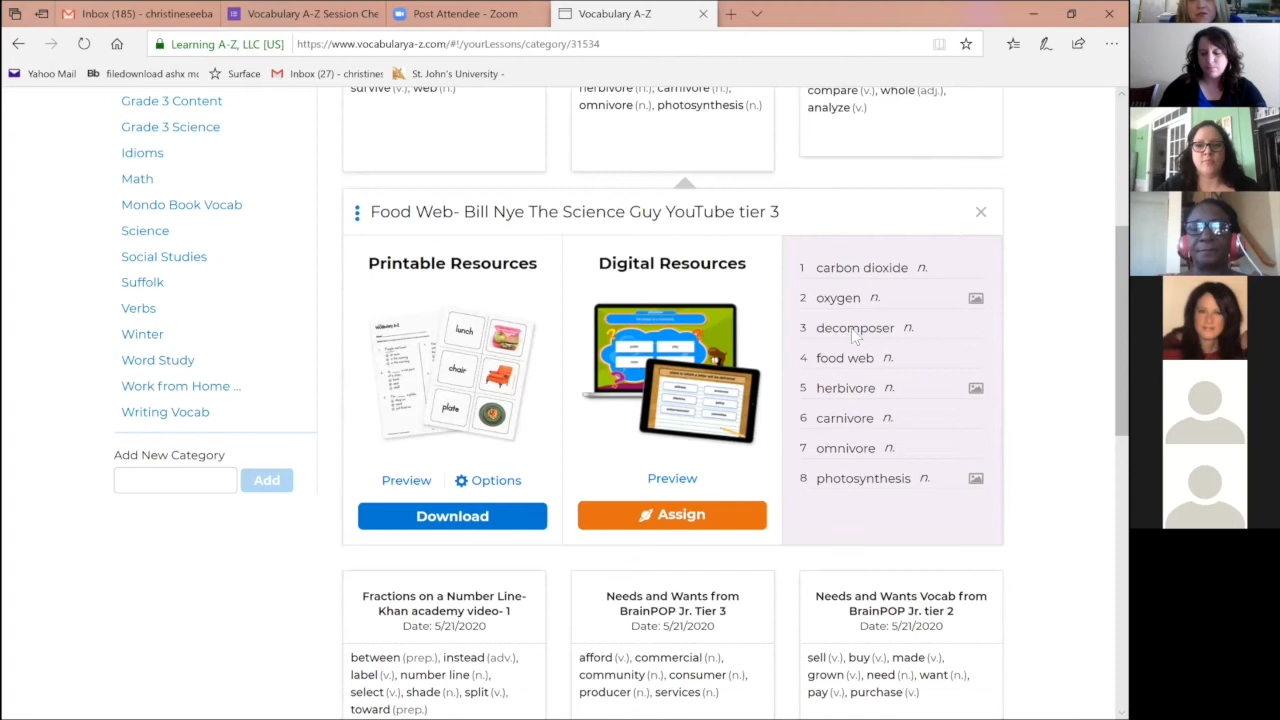 Inbox (185) - christineseeba
Vocabulary A-Z Session Che
Post Attendee - Zoom
Vocabulary A-Z
Learning A-Z, LLC [US]
https://www.vocabularya-z.com/#!/yourLessons/category/31534
Yahoo Mail
Bb filedownload ashx mo
Surface
Inbox (27) - christines
St. John's University -
Grade 3 Content
Grade 3 Science
Idioms
Math
Mondo Book Vocab
Science
Social Studies
Suffolk
Verbs
Winter
Word Study
Work from Home ...
Writing Vocab
Add New Category
Add
survive (v.), web (n.)
herbivore (n.), carnivore (n.),
omnivore (n.), photosynthesis (n.)
compare (v.), whole (adj.),
analyze (v.)
Food Web- Bill Nye The Science Guy YouTube tier 3
Printable Resources
lunch
chair
plate
Preview
Options
Download
Digital Resources
Preview
Assign
1 carbon dioxide n.
2 oxygen n.
3 decomposer n.
4 food web n.
5 herbivore n.
6 carnivore n.
7 omnivore n.
8 photosynthesis n.
Fractions on a Number Line-
Khan academy video- 1
Date: 5/21/2020
between (prep.), instead (adv.),
label (v.), number line (n.),
select (v.), shade (n.), split (v.),
toward (prep.)
Needs and Wants from
BrainPOP Jr. Tier 3
Date: 5/21/2020
afford (v.), commercial (n.),
community (n.), consumer (n.),
producer (n.), services (n.)
Needs and Wants Vocab from
BrainPOP Jr. tier 2
Date: 5/21/2020
sell (v.), buy (v.), made (v.),
grown (v.), need (n.), want (n.),
pay (v.), purchase (v.)